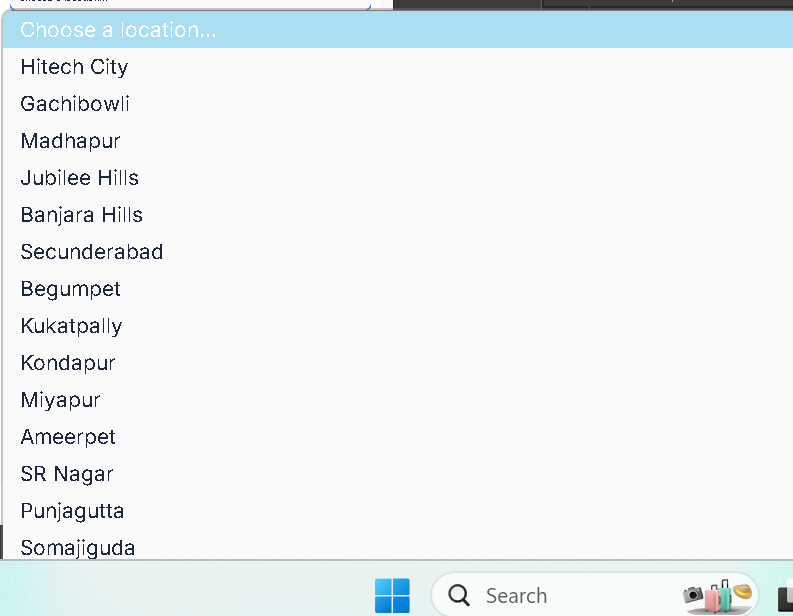 Choose a location...
Hitech City
Gachibowli
Madhapur
Jubilee Hills
Banjara Hills
Secunderabad
Begumpet
Kukatpally
Kondapur
Miyapur
Ameerpet
SR Nagar
Punjagutta
Somajiguda
Search